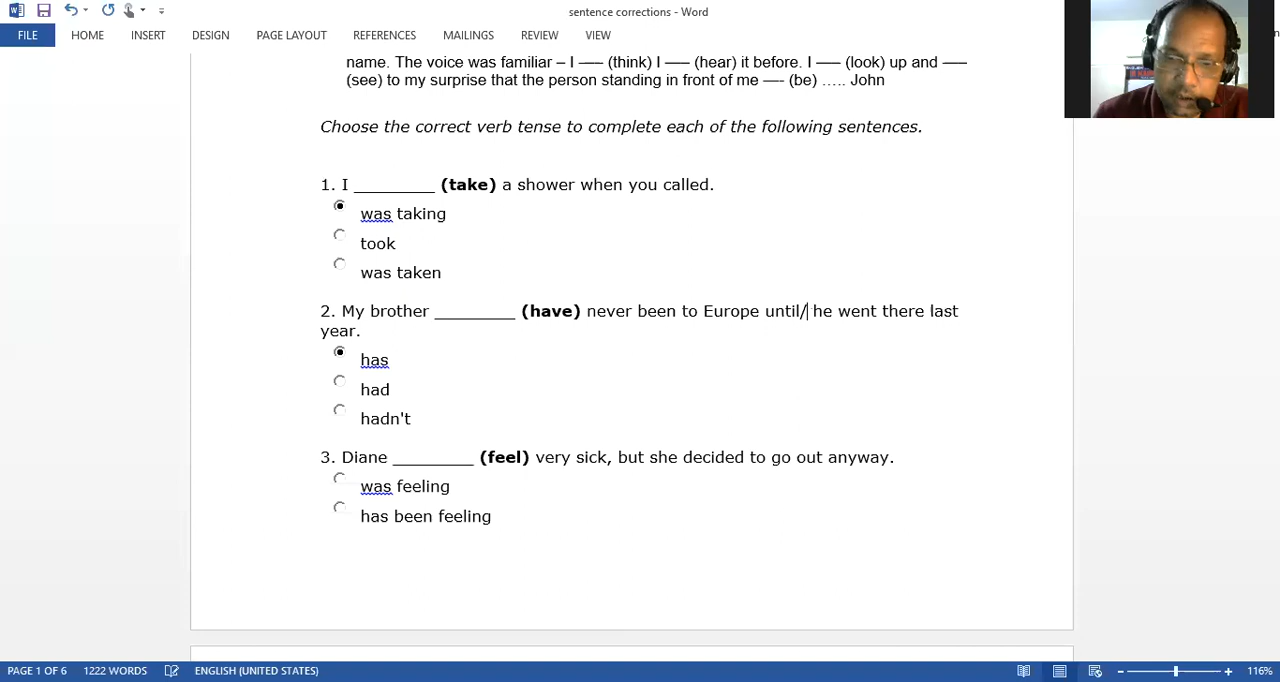 sentence corrections - Word
FILE HOME INSERT DESIGN PAGE LAYOUT REFERENCES MAILINGS REVIEW VIEW
name. The voice was familiar – I —– (think) I —– (hear) it before. I —– (look) up and —–
(see) to my surprise that the person standing in front of me —- (be) ….. John
Choose the correct verb tense to complete each of the following sentences.
1. I ________ (take) a shower when you called.
was taking
took
was taken
2. My brother ________ (have) never been to Europe until/ he went there last
year.
has
had
hadn't
3. Diane ________ (feel) very sick, but she decided to go out anyway.
was feeling
has been feeling
PAGE 1 OF 6 1222 WORDS ENGLISH (UNITED STATES) 116%